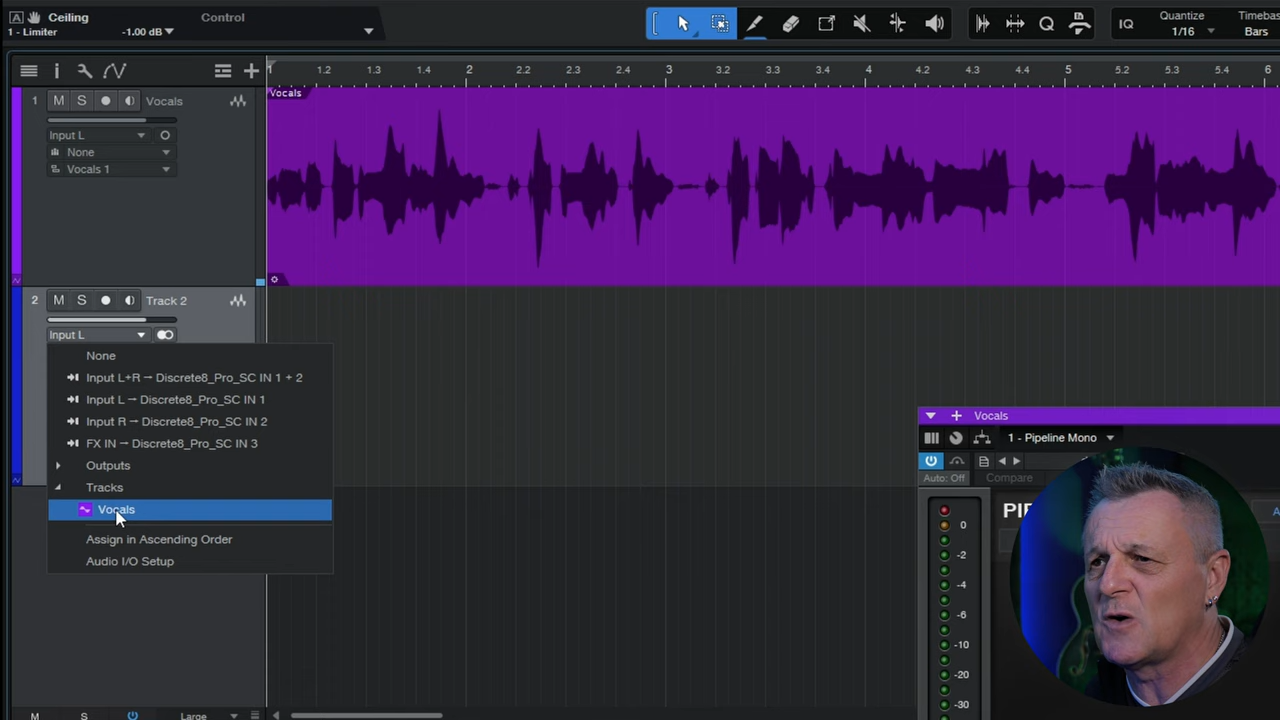 Ceiling
Control
1 - Limiter
-1.00 dB
IQ
Quantize
1/16
Timebas
Bars
1
1.2
1.3
1.4
2
2.2
2.3
2.4
3
3.2
3.3
3.4
4
4.2
4.3
4.4
5
5.2
5.4
6
1
M
S
Vocals
Vocals
Input L
None
Vocals 1
2
M
S
Track 2
Input L
None
Input L+R → Discrete8_Pro_SC IN 1 + 2
Input L → Discrete8_Pro_SC IN 1
Input R → Discrete8_Pro_SC IN 2
FX IN → Discrete8_Pro_SC IN 3
Outputs
Tracks
Vocals
Assign in Ascending Order
Audio I/O Setup
Vocals
1 - Pipeline Mono
Auto: Off
Compare
0
-2
-4
-6
-10
-20
-30
M
S
Large